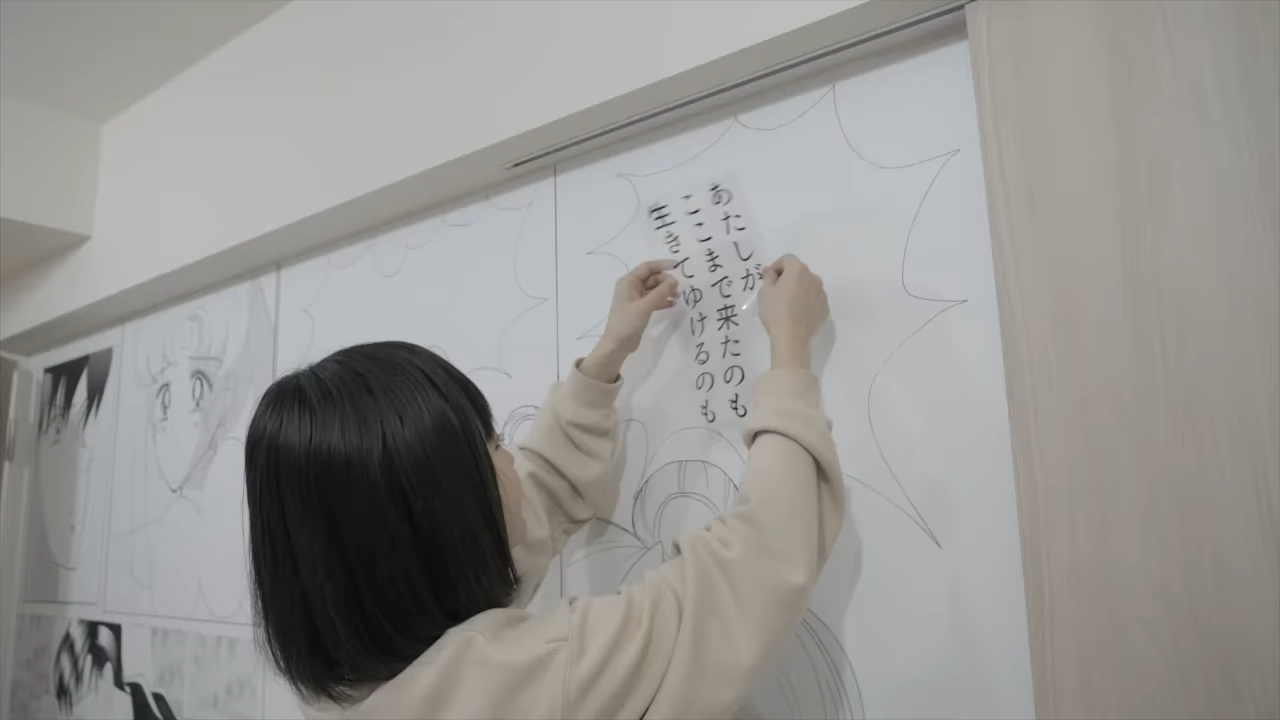 あたしが
ここまで来たのも
生きてゆけるのも